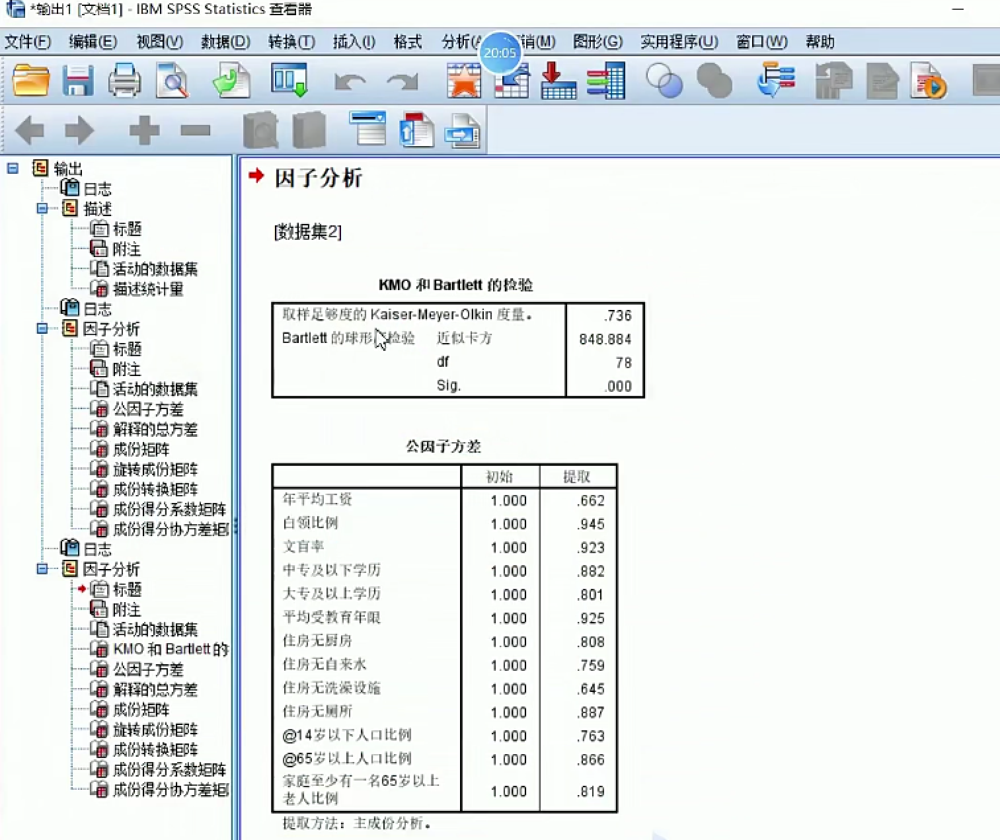 *输出1 [文档1] - IBM SPSS Statistics 查看器
文件(F) 编辑(E) 视图(V) 数据(D) 转换(T) 插入(I) 格式 分析(A 销(M) 图形(G) 实用程序(U) 窗口(W) 帮助
20:05
输出
日志
描述
标题
附注
活动的数据集
描述统计量
日志
因子分析
标题
附注
活动的数据集
公因子方差
解释的总方差
成份矩阵
旋转成份矩阵
成份转换矩阵
成份得分系数矩阵
成份得分协方差矩
日志
因子分析
标题
附注
活动的数据集
KMO 和 Bartlett 的
公因子方差
解释的总方差
成份矩阵
旋转成份矩阵
成份转换矩阵
成份得分系数矩阵
成份得分协方差矩
因子分析
[数据集2]
KMO 和 Bartlett 的检验
取样足够度的 Kaiser-Meyer-Olkin 度量。 .736
Bartlett 的球形 检验 近似卡方 848.884
df 78
Sig. .000
公因子方差
初始 提取
年平均工资 1.000 .662
白领比例 1.000 .945
文盲率 1.000 .923
中专及以下学历 1.000 .882
大专及以上学历 1.000 .801
平均受教育年限 1.000 .925
住房无厨房 1.000 .808
住房无自来水 1.000 .759
住房无洗澡设施 1.000 .645
住房无厕所 1.000 .887
@14岁以下人口比例 1.000 .763
@65岁以上人口比例 1.000 .866
家庭至少有一名65岁以上
老人比例 1.000 .819
提取方法：主成份分析。